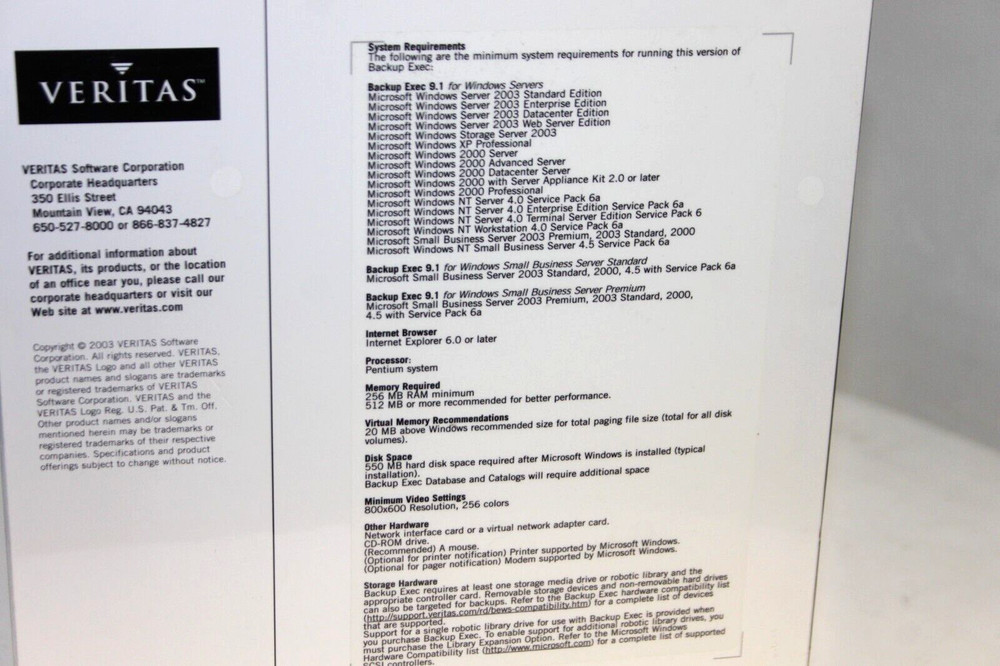 VERITAS™
VERITAS Software Corporation
Corporate Headquarters
350 Ellis Street
Mountain View, CA 94043
650-527-8000 or 866-837-4827
For additional information about
VERITAS, its products, or the location
of an office near you, please call our
corporate headquarters or visit our
Web site at www.veritas.com
Copyright © 2003 VERITAS Software
Corporation. All rights reserved. VERITAS,
the VERITAS Logo and all other VERITAS
product names and slogans are trademarks
or registered trademarks of VERITAS
Software Corporation. VERITAS and the
VERITAS Logo Reg. U.S. Pat. & Tm. Off.
Other product names and/or slogans
mentioned herein may be trademarks or
registered trademarks of their respective
companies. Specifications and product
offerings subject to change without notice.
System Requirements
The following are the minimum system requirements for running this version of
Backup Exec:
Backup Exec 9.1 for Windows Servers
Microsoft Windows Server 2003 Standard Edition
Microsoft Windows Server 2003 Enterprise Edition
Microsoft Windows Server 2003 Datacenter Edition
Microsoft Windows Server 2003 Web Server Edition
Microsoft Windows Storage Server 2003
Microsoft Windows XP Professional
Microsoft Windows 2000 Server
Microsoft Windows 2000 Advanced Server
Microsoft Windows 2000 Datacenter Server
Microsoft Windows 2000 with Server Appliance Kit 2.0 or later
Microsoft Windows 2000 Professional
Microsoft Windows NT Server 4.0 Service Pack 6a
Microsoft Windows NT Server 4.0 Enterprise Edition Service Pack 6a
Microsoft Windows NT Server 4.0 Terminal Server Edition Service Pack 6
Microsoft Windows NT Workstation 4.0 Service Pack 6a
Microsoft Small Business Server 2003 Premium, 2003 Standard, 2000
Microsoft Windows NT Small Business Server 4.5 Service Pack 6a
Backup Exec 9.1 for Windows Small Business Server Standard
Microsoft Small Business Server 2003 Standard, 2000, 4.5 with Service Pack 6a
Backup Exec 9.1 for Windows Small Business Server Premium
Microsoft Small Business Server 2003 Premium, 2003 Standard, 2000,
4.5 with Service Pack 6a
Internet Browser
Internet Explorer 6.0 or later
Processor:
Pentium system
Memory Required
256 MB RAM minimum
512 MB or more recommended for better performance.
Virtual Memory Recommendations
20 MB above Windows recommended size for total paging file size (total for all disk
volumes).
Disk Space
550 MB hard disk space required after Microsoft Windows is installed (typical
installation).
Backup Exec Database and Catalogs will require additional space
Minimum Video Settings
800x600 Resolution, 256 colors
Other Hardware
Network interface card or a virtual network adapter card.
CD-ROM drive.
(Recommended) A mouse.
(Optional for printer notification) Printer supported by Microsoft Windows.
(Optional for pager notification) Modem supported by Microsoft Windows.
Storage Hardware
Backup Exec requires at least one storage media drive or robotic library and the
appropriate controller card. Removable storage devices and non-removable hard drives
can also be targeted for backups. Refer to the Backup Exec hardware compatibility list
(http://support.veritas.com/rd/bews-compatibility.htm) for a complete list of devices
that are supported.
Support for a single robotic library drive for use with Backup Exec is provided when
you purchase Backup Exec. To enable support for additional robotic library drives, you
must purchase the Library Expansion Option. Refer to the Microsoft Windows
Hardware Compatibility list (http://www.microsoft.com) for a complete list of supported
SCSI controllers.